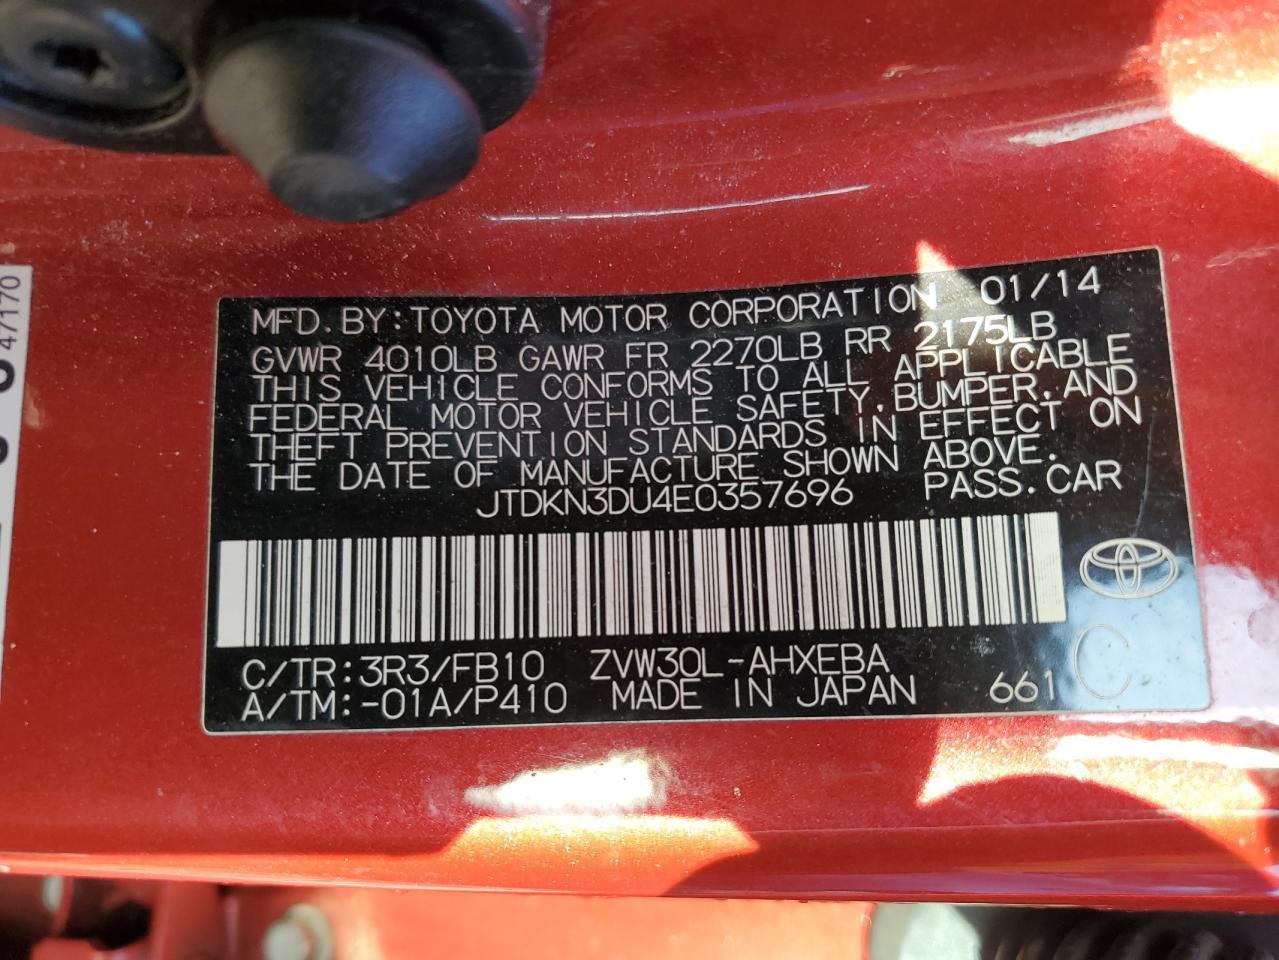 MFD. BY: TOYOTA MOTOR CORPORATION 01/14
GVWR 4010LB GAWR FR 2270LB RR 2175LB
THIS VEHICLE CONFORMS TO ALL APPLICABLE
FEDERAL MOTOR VEHICLE SAFETY, BUMPER, AND
THEFT PREVENTION STANDARDS IN EFFECT ON
THE DATE OF MANUFACTURE SHOWN ABOVE.
JTDKN3DU4E0357696 PASS. CAR
C/TR: 3R3/FB10 ZVW30L-AHXEBA
A/TM: -01A/P410 MADE IN JAPAN 661 C
47170